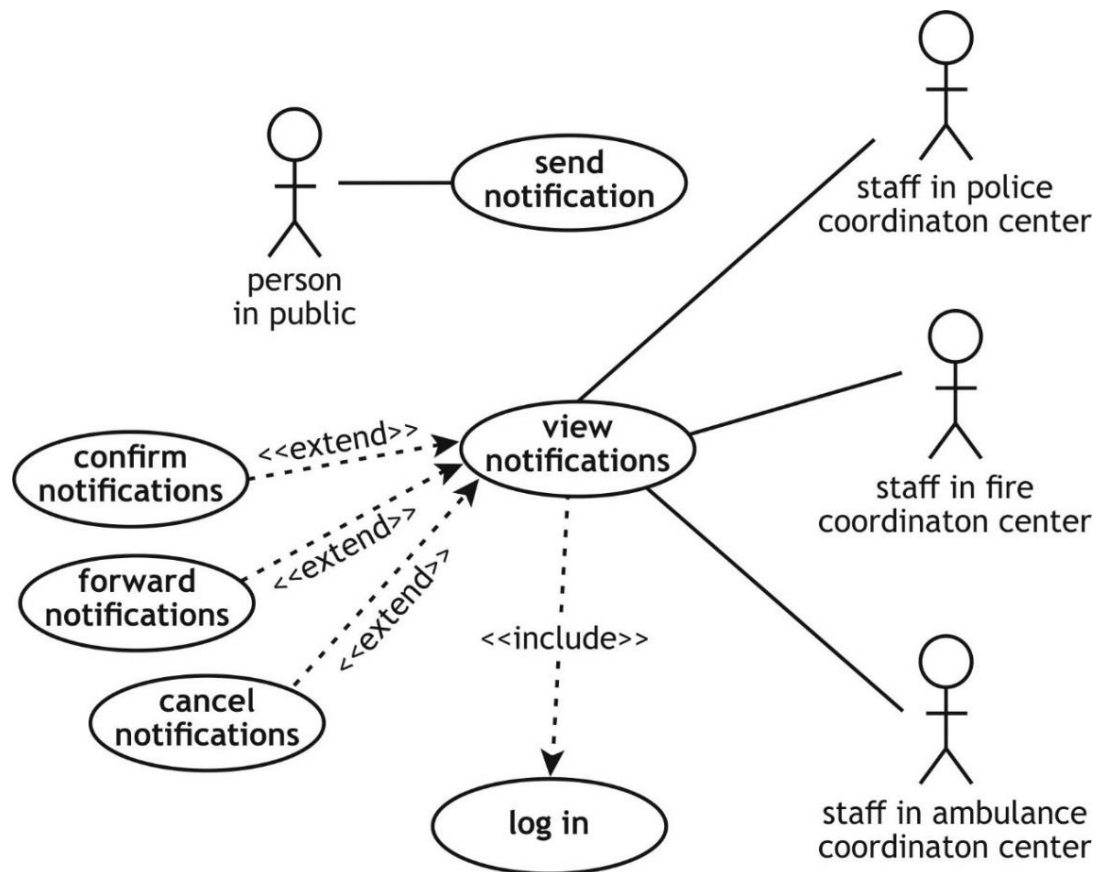 send
notification
person
in public
staff in police
coordinaton center
view
notifications
staff in fire
coordinaton center
<<extend>>
confirm
notifications
<<extend>>
forward
notifications
<<extend>>
cancel
notifications
<<include>>
log in
staff in ambulance
coordinaton center